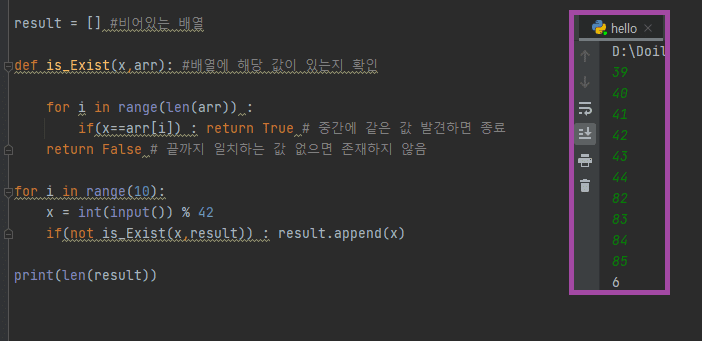 result = [] #비어있는 배열
def is_Exist(x,arr): #배열에 해당 값이 있는지 확인
for i in range(len(arr)) :
if(x==arr[i]) : return True # 중간에 같은 값 발견하면 종료
return False # 끝까지 일치하는 값 없으면 존재하지 않음
for i in range(10):
x = int(input()) % 42
if(not is_Exist(x,result)) : result.append(x)
print(len(result))
hello ×
D:\Doil
39
40
41
42
43
44
82
83
84
85
6